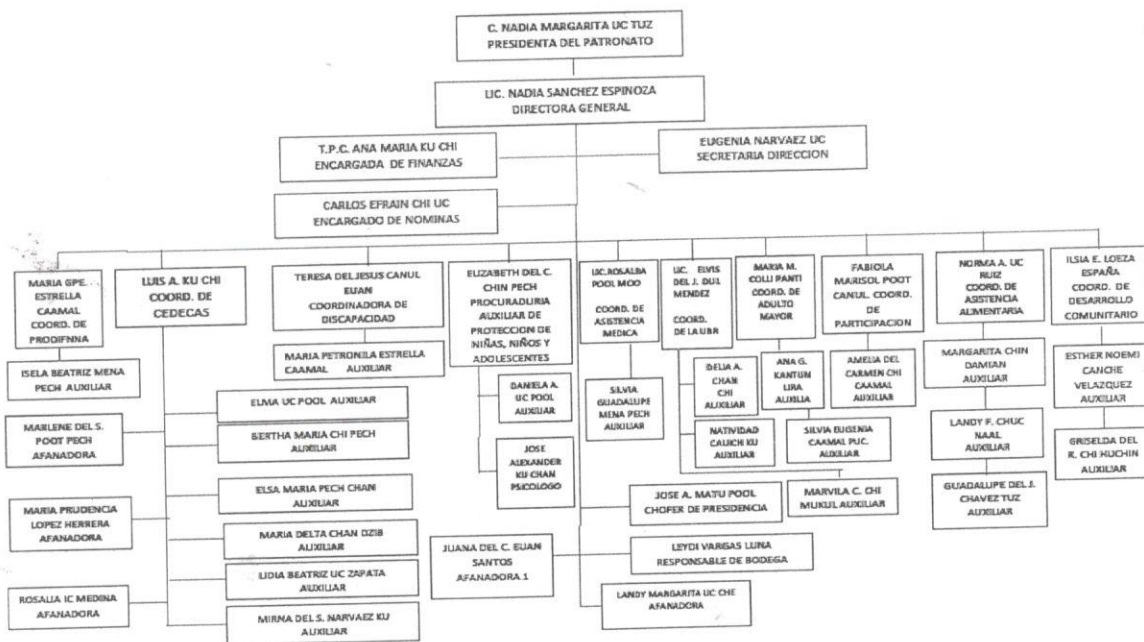 C. NADIA MARGARITA UC TUZ
PRESIDENTA DEL PATRONATO
LIC. NADIA SANCHEZ ESPINOZA
DIRECTORA GENERAL
T.P.C. ANA MARIA KU CHI
ENCARGADA DE FINANZAS
EUGENIA NARVAEZ UC
SECRETARIA DIRECCION
CARLOS EFRAIN CHI UC
ENCARGADO DE NOMINAS
MARIA GPE.
ESTRELLA
CAAMAL
COORD. DE
PRODIFNNA
LUIS A. KU CHI
COORD. DE
CEDECAS
TERESA DEL JESUS CANUL
EUAN
COORDINADORA DE
DISCAPACIDAD
ELIZABETH DEL C.
CHIN PECH
PROCURADURIA
AUXILIAR DE
PROTECCION DE
NIÑAS, NIÑOS Y
ADOLESCENTES
LIC.ROSALBA
POOL MOO
COORD. DE
ASISTENCIA
MEDICA
LIC. ELVIS
DEL J. DUL
MENDEZ
COORD.
DE LA UBR
MARIA M.
COLLI PANTI
COORD. DE
ADULTO
MAYOR
FABIOLA
MARISOL POOT
CANUL. COORD.
DE
PARTICIPACION
NORMA A. UC
RUIZ
COORD. DE
ASISTENCIA
ALIMENTARIA
ILSIA E. LOEZA
ESPAÑA
COORD. DE
DESARROLLO
COMUNITARIO
ISELA BEATRIZ MENA
PECH AUXILIAR
MARLENE DEL S.
POOT PECH
AFANADORA
MARIA PRUDENCIA
LOPEZ HERRERA
AFANADORA
ROSALIA IC MEDINA
AFANADORA
ELMA UC POOL AUXILIAR
BERTHA MARIA CHI PECH
AUXILIAR
ELSA MARIA PECH CHAN
AUXILIAR
MARIA DELTA CHAN DZIB
AUXILIAR
LIDIA BEATRIZ UC ZAPATA
AUXILIAR
MIRNA DEL S. NARVAEZ KU
AUXILIAR
MARIA PETRONILA ESTRELLA
CAAMAL AUXILIAR
DANIELA A.
UC POOL
AUXILIAR
JOSE
ALEXANDER
KU CHAN
PSICOLOGO
SILVIA
GUADALUPE
MENA PECH
AUXILIAR
DELIA A.
CHAN
CHI
AUXILIAR
NATIVIDAD
CAUICH KU
AUXILIAR
MARVILA C. CHI
MUKUL AUXILIAR
ANA G.
KANTUN
LIRA
AUXILIA
SILVIA EUGENIA
CAAMAL PUC.
AUXILIAR
AMELIA DEL
CARMEN CHI
CAAMAL
AUXILIAR
MARGARITA CHIN
DAMIAN
AUXILIAR
LANDY F. CHUC
NAAL
AUXILIAR
GUADALUPE DEL J.
CHAVEZ TUZ
AUXILIAR
ESTHER NOEMI
CANCHE
VELAZQUEZ
AUXILIAR
GRISELDA DEL
R. CHI HUCHIN
AUXILIAR
JOSE A. MATU POOL
CHOFER DE PRESIDENCIA
JUANA DEL C. EUAN
SANTOS
AFANADORA 1
LEYDI VARGAS LUNA
RESPONSABLE DE BODEGA
LANDY MARGARITA UC CHE
AFANADORA